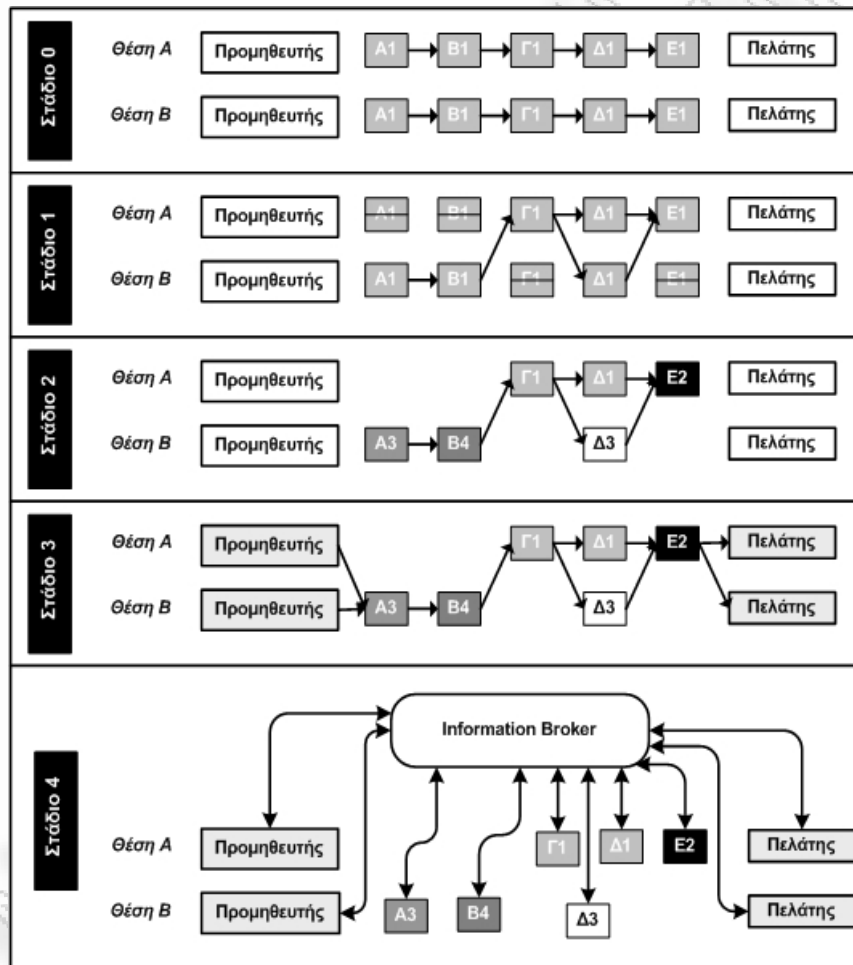 Στάδιο 0
Θέση Α Προμηθευτής Α1 Β1 Γ1 Δ1 Ε1 Πελάτης
Θέση Β Προμηθευτής Α1 Β1 Γ1 Δ1 Ε1 Πελάτης
Στάδιο 1
Θέση Α Προμηθευτής Α1 Β1 Γ1 Δ1 Ε1 Πελάτης
Θέση Β Προμηθευτής Α1 Β1 Γ1 Δ1 Ε1 Πελάτης
Στάδιο 2
Θέση Α Προμηθευτής Γ1 Δ1 Ε2 Πελάτης
Θέση Β Προμηθευτής Α3 Β4 Δ3 Πελάτης
Στάδιο 3
Θέση Α Προμηθευτής Γ1 Δ1 Ε2 Πελάτης
Θέση Β Προμηθευτής Α3 Β4 Δ3 Πελάτης
Στάδιο 4
Information Broker
Θέση Α Προμηθευτής Γ1 Δ1 Ε2 Πελάτης
Θέση Β Προμηθευτής Α3 Β4 Δ3 Πελάτης